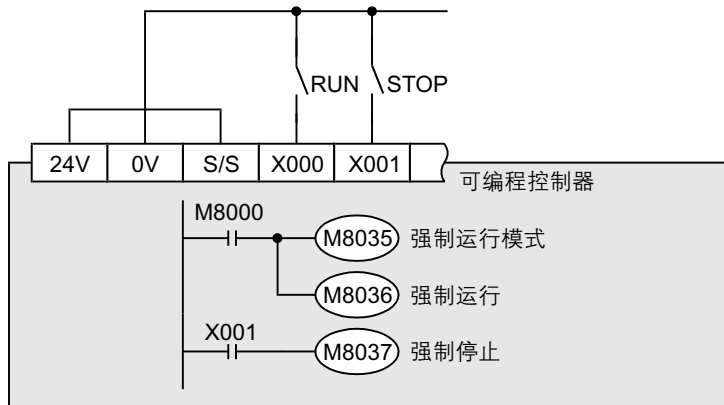 RUN
STOP
24V
0V
S/S
X000
X001
可编程控制器
M8000
M8035
强制运行模式
M8036
强制运行
X001
M8037
强制停止